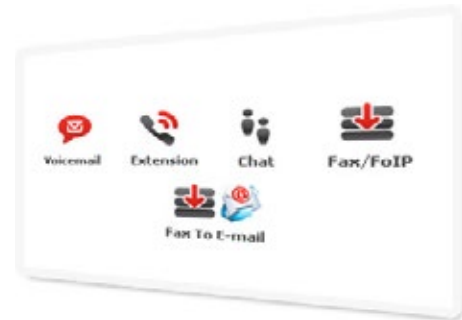 Voicemail
Extension
Chat
Fax/FoIP
Fax To E-mail